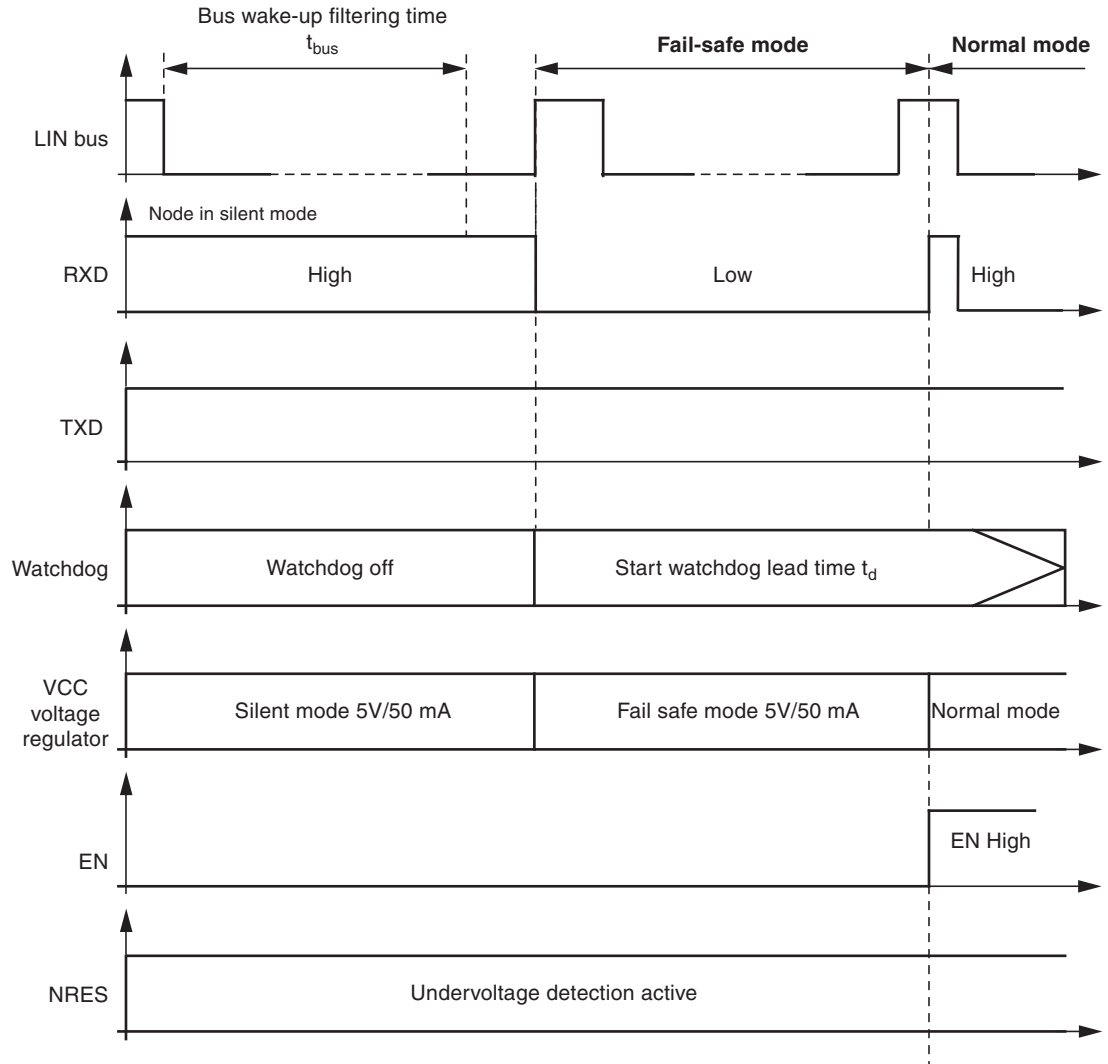 Bus wake-up filtering time
tbus
Fail-safe mode
Normal mode
LIN bus
Node in silent mode
RXD
High
Low
High
TXD
Watchdog
Watchdog off
Start watchdog lead time td
VCC
voltage
regulator
Silent mode 5V/50 mA
Fail safe mode 5V/50 mA
Normal mode
EN
EN High
NRES
Undervoltage detection active